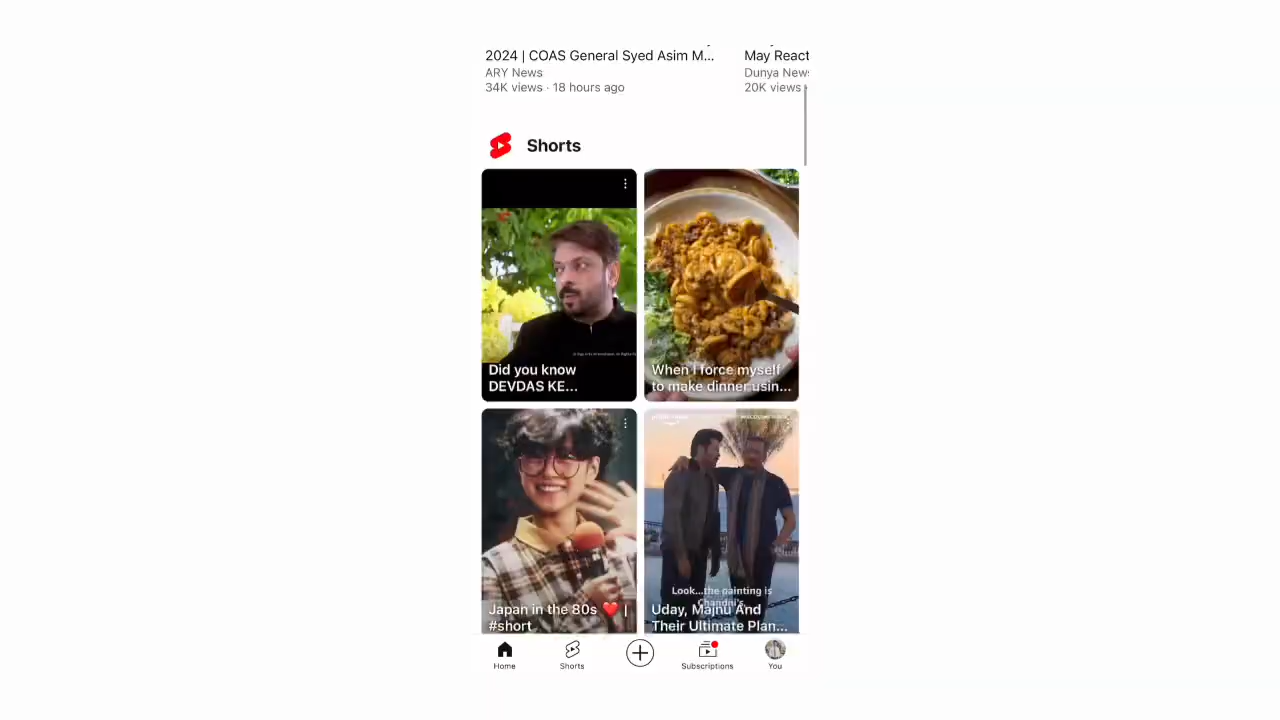 2024 | COAS General Syed Asim M...
May React
ARY News
Dunya News
34K views · 18 hours ago
20K views ·
Shorts
Did you know
DEVDAS KE...
When I force myself
to make dinner usin...
Look...the painting is
Chandni's
Japan in the 80s ❤️ |
#short
Uday, Majnu And
Their Ultimate Plan...
Home
Shorts
Subscriptions
You